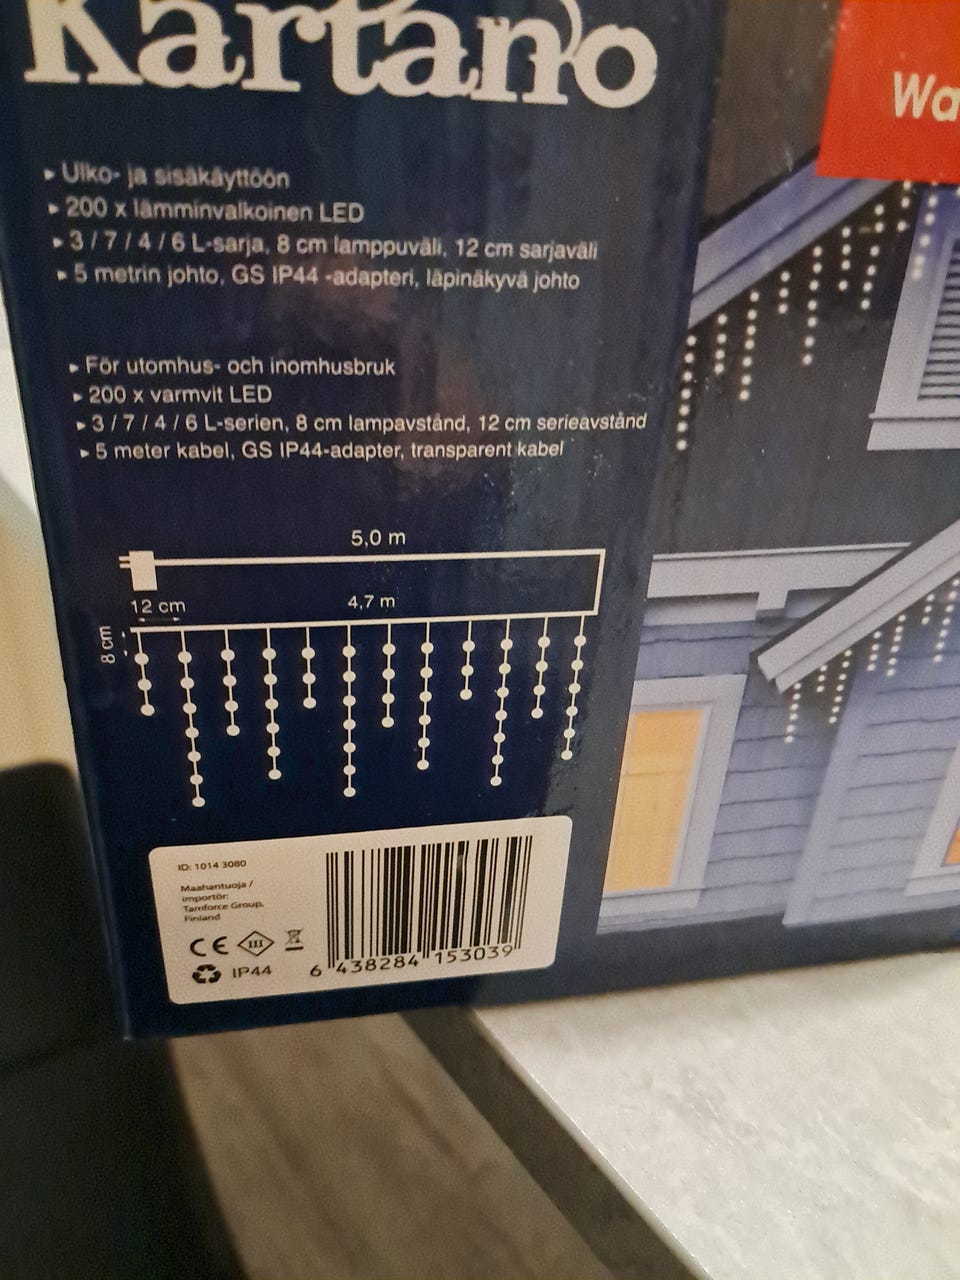 Kartano
Wa
▸ Ulko- ja sisäkäyttöön
▸ 200 x lämminvalkoinen LED
▸ 3 / 7 / 4 / 6 L-sarja, 8 cm lamppuväli, 12 cm sarjaväli
▸ 5 metrin johto, GS IP44 -adapteri, läpinäkyvä johto
▸ För utomhus- och inomhusbruk
▸ 200 x varmvit LED
▸ 3 / 7 / 4 / 6 L-serien, 8 cm lampavstånd, 12 cm serieavstånd
▸ 5 meter kabel, GS IP44-adapter, transparent kabel
5,0 m
12 cm
4,7 m
8 cm
ID: 1014 3080
Maahantuoja /
importör:
Tamforce Group,
Finland
CE III
IP44
6 438284 153039